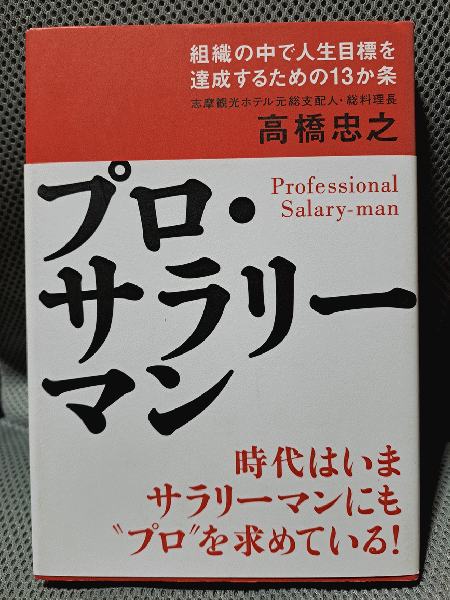 組織の中で人生目標を
達成するための13か条
志摩観光ホテル元総支配人・総料理長
高橋忠之
プロ・
サラリー
マン
Professional
Salary-man
時代はいま
サラリーマンにも
〝プロ〟を求めている！